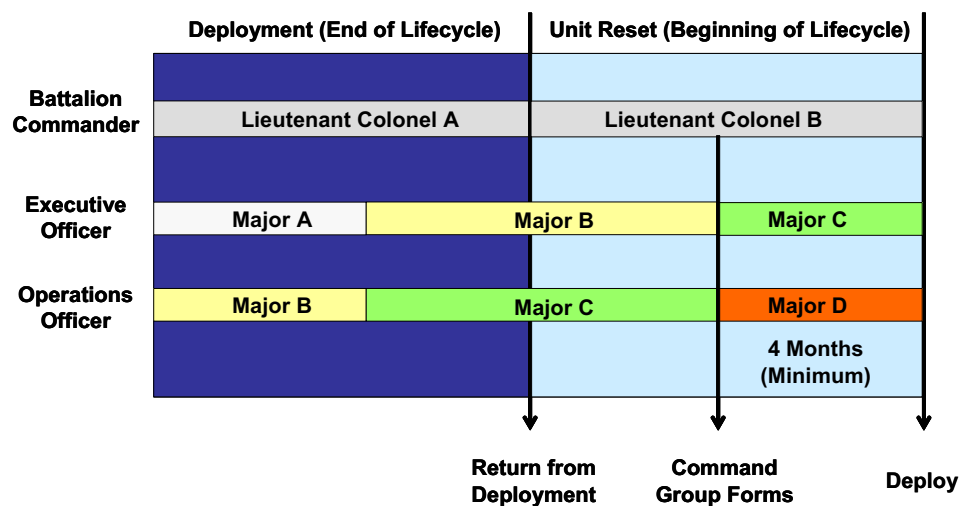 Deployment (End of Lifecycle)
Unit Reset (Beginning of Lifecycle)
Battalion
Commander
Lieutenant Colonel A
Lieutenant Colonel B
Executive
Officer
Major A
Major B
Major C
Operations
Officer
Major B
Major C
Major D
4 Months
(Minimum)
Return from
Deployment
Command
Group Forms
Deploy